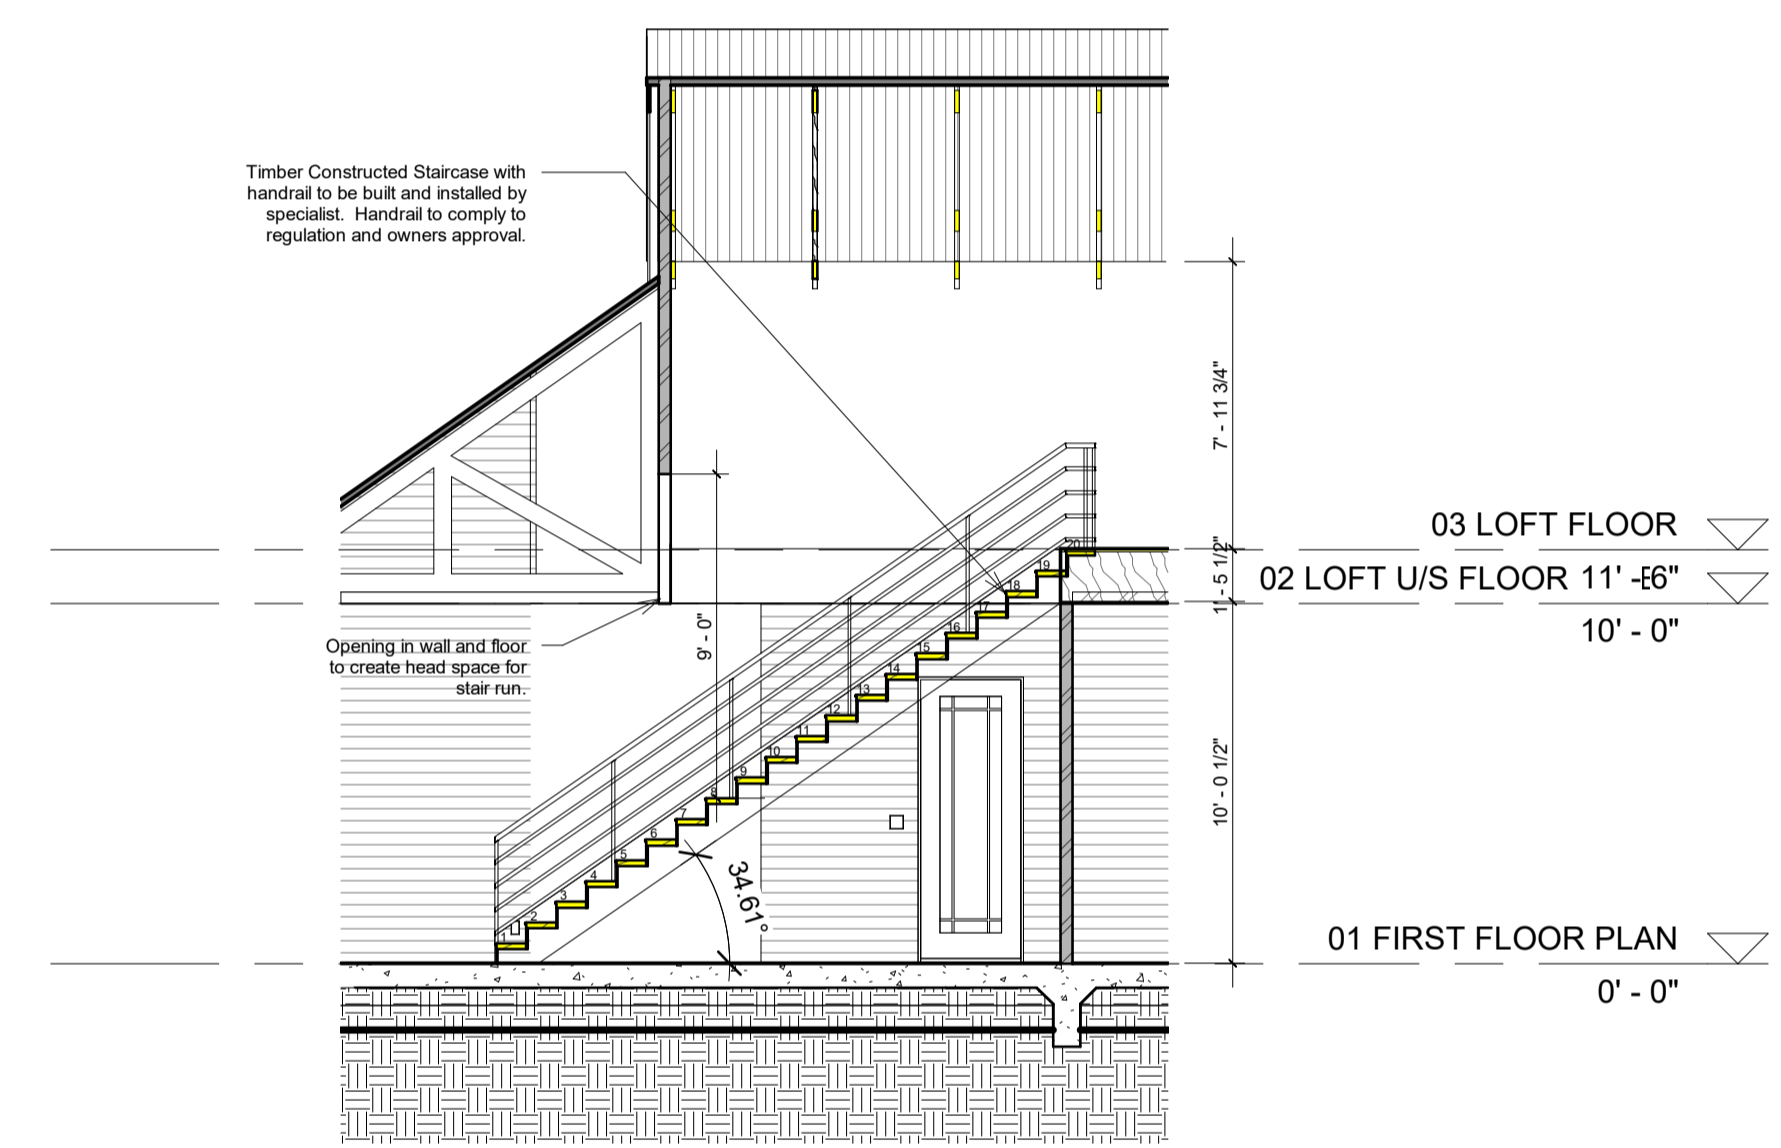 Timber Constructed Staircase with
handrail to be built and installed by
specialist. Handrail to comply to
regulation and owners approval.
7' - 11 3/4"
03 LOFT FLOOR
1' - 5 1/2"
02 LOFT U/S FLOOR 11' - 6"
10' - 0"
Opening in wall and floor
to create head space for
stair run.
9' - 0"
20
19
18
17
16
15
14
13
12
11
10
9
8
7
6
5
4
3
2
1
34.61°
10' - 0 1/2"
01 FIRST FLOOR PLAN
0' - 0"